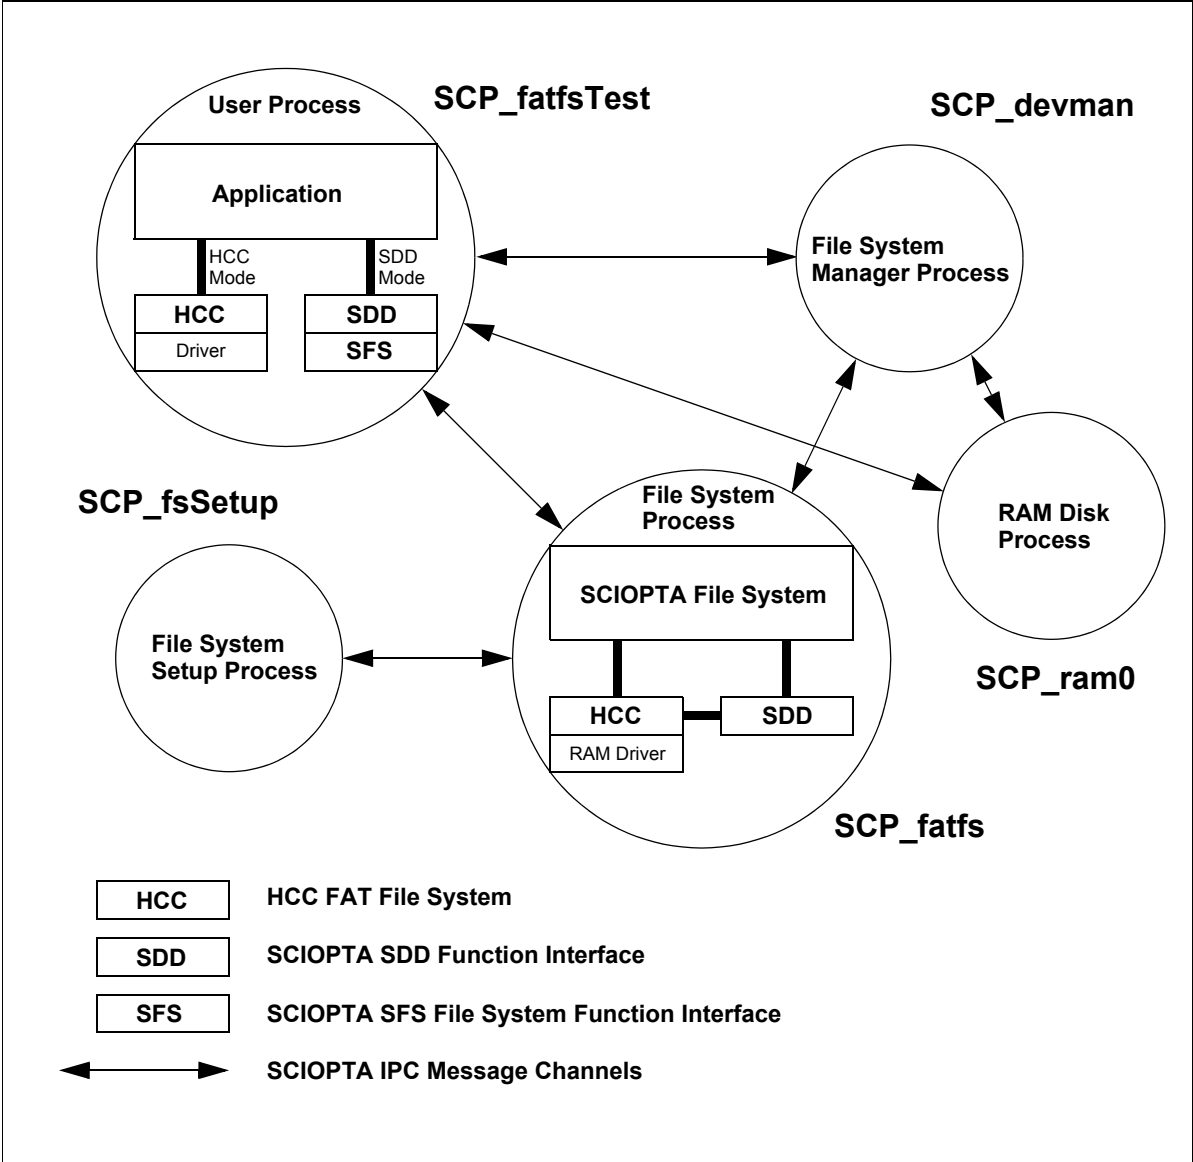 User Process
SCP_fatfsTest
SCP_devman
Application
HCC
Mode
SDD
Mode
HCC
Driver
SDD
SFS
File System
Manager Process
SCP_fsSetup
File System
Process
RAM Disk
Process
SCIOPTA File System
File System
Setup Process
SCP_ram0
HCC
RAM Driver
SDD
SCP_fatfs
HCC HCC FAT File System
SDD SCIOPTA SDD Function Interface
SFS SCIOPTA SFS File System Function Interface
SCIOPTA IPC Message Channels